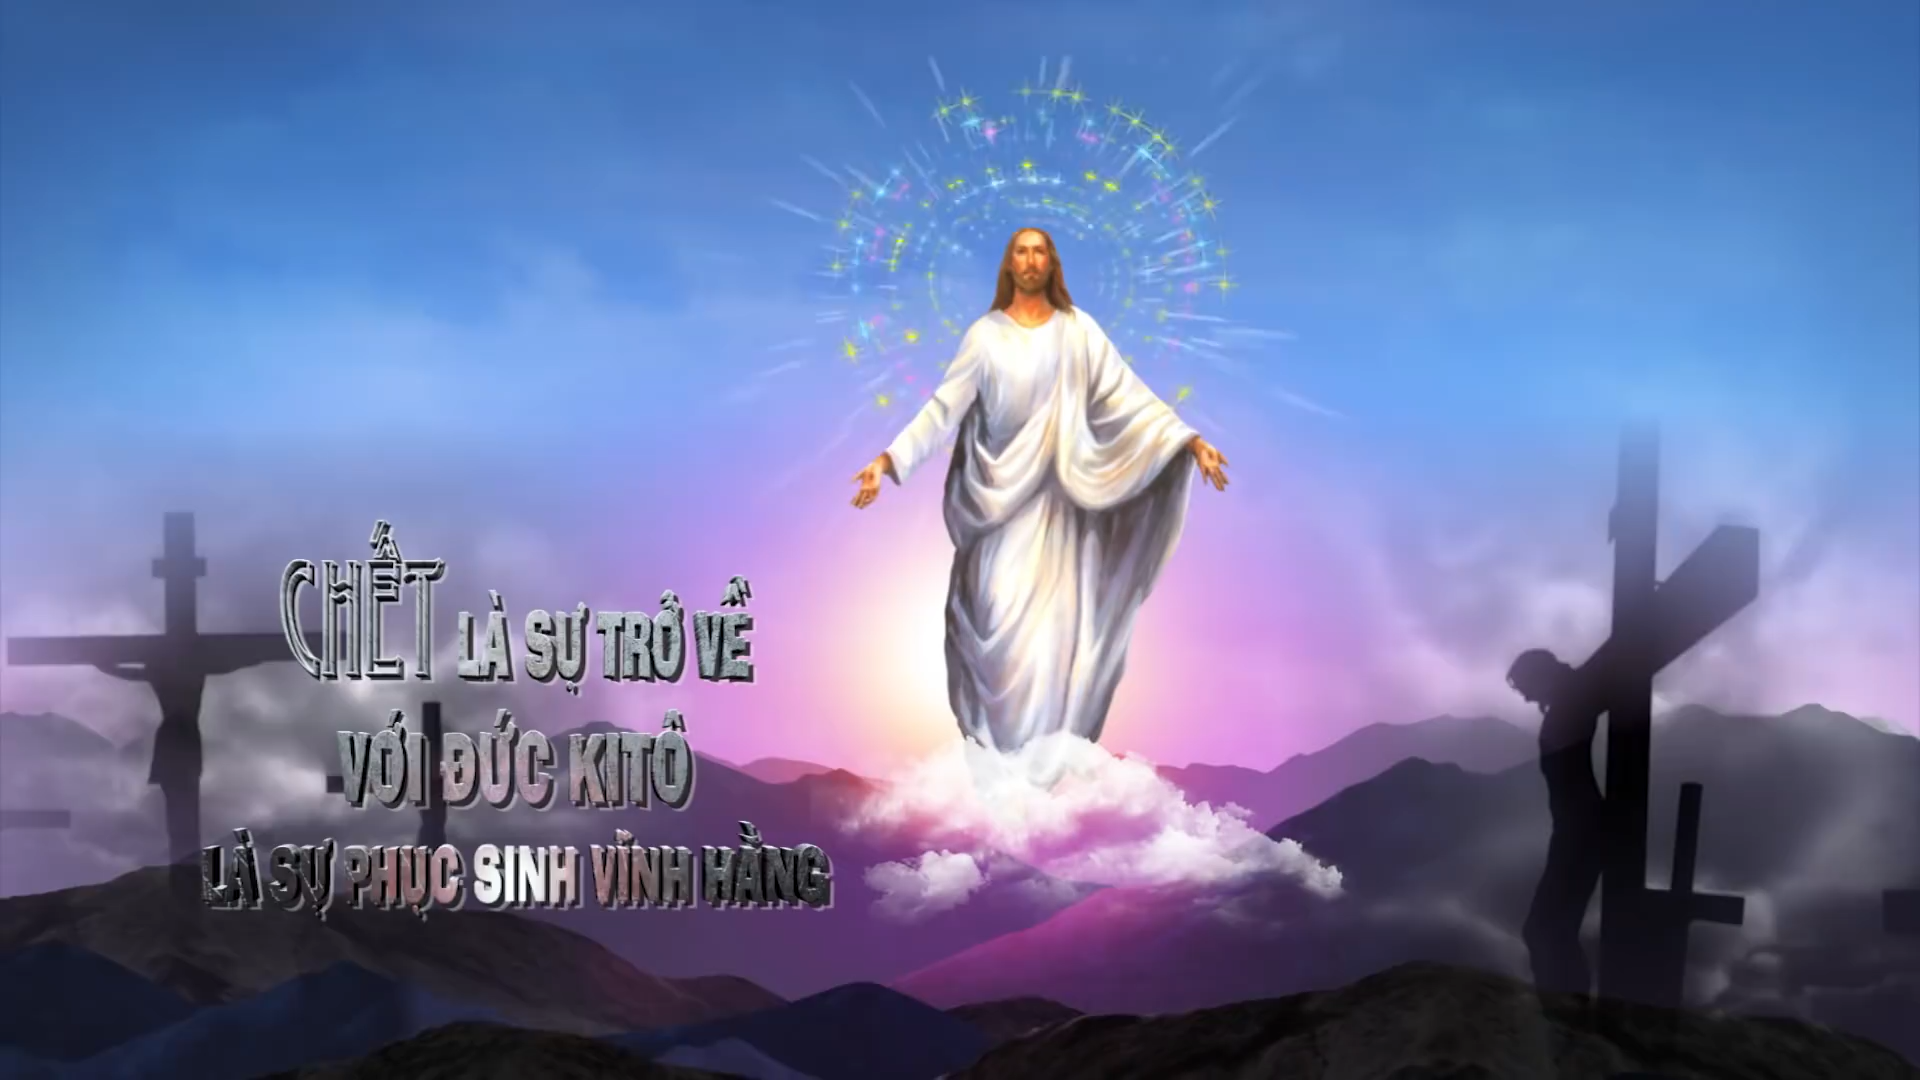 CHẾT LÀ SỰ TRỞ VỀ
VỚI ĐỨC KITÔ
LÀ SỰ PHỤC SINH VĨNH HẰNG